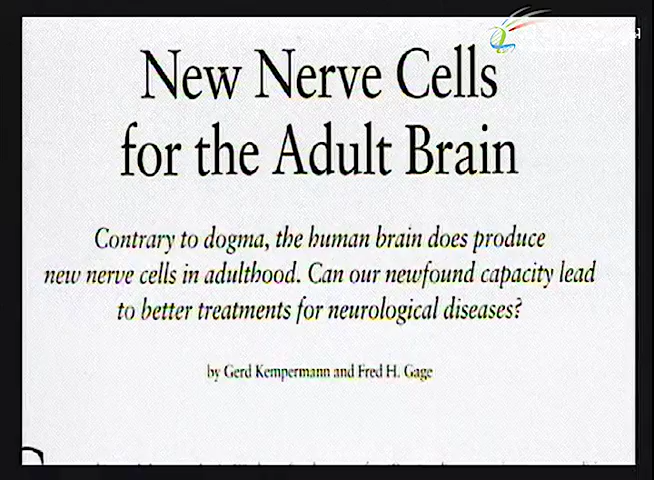 New Nerve Cells
for the Adult Brain
Contrary to dogma, the human brain does produce
new nerve cells in adulthood. Can our newfound capacity lead
to better treatments for neurological diseases?
by Gerd Kempermann and Fred H. Gage